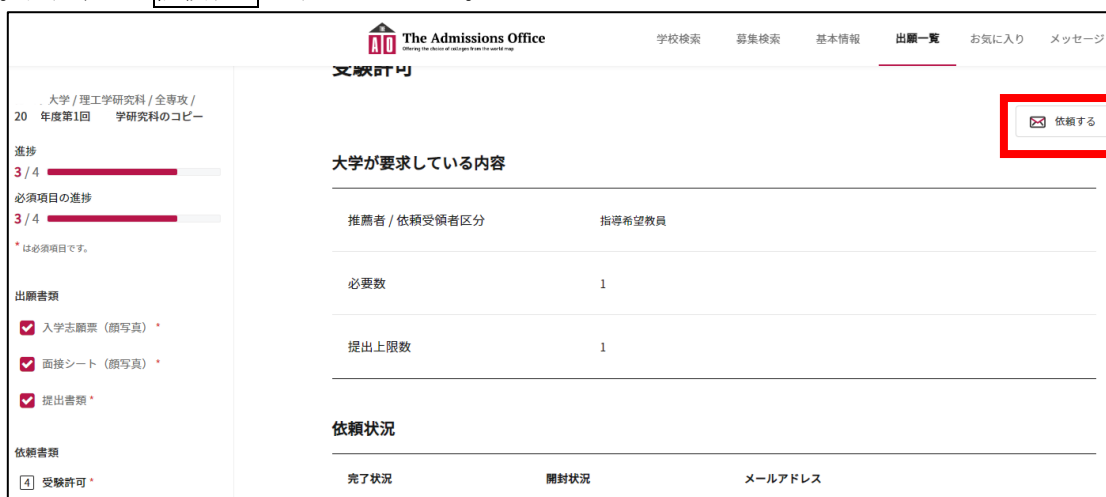 The Admissions Office
Offering the choice of colleges from the world map
学校検索 募集検索 基本情報 出願一覧 お気に入り メッセージ
受験許可
大学 / 理工学研究科 / 全専攻 /
20 年度第1回 学研究科のコピー
依頼する
進捗
3 / 4
必須項目の進捗
3 / 4
* は必須項目です。
大学が要求している内容
推薦者 / 依頼受領者区分 指導希望教員
必要数 1
提出上限数 1
出願書類
入学志願票（顔写真） *
面接シート（顔写真） *
提出書類 *
依頼状況
依頼書類
4 受験許可 *
完了状況 開封状況 メールアドレス